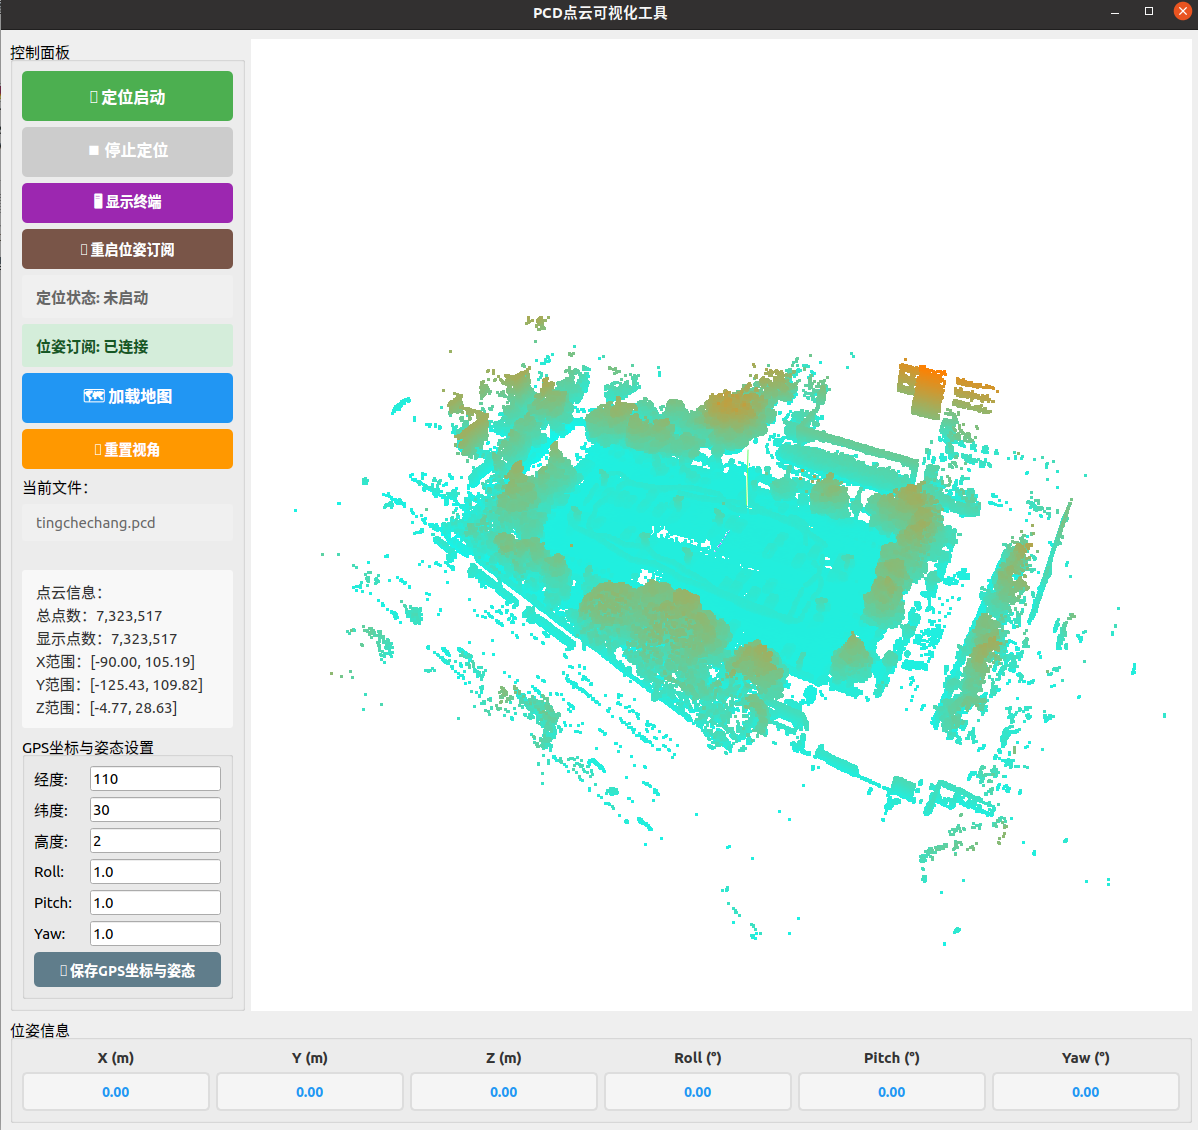 PCD点云可视化工具
控制面板
定位启动
停止定位
显示终端
重启位姿订阅
定位状态: 未启动
位姿订阅: 已连接
加载地图
重置视角
当前文件：
tingchechang.pcd
点云信息：
总点数：7,323,517
显示点数：7,323,517
X范围：[-90.00, 105.19]
Y范围：[-125.43, 109.82]
Z范围：[-4.77, 28.63]
GPS坐标与姿态设置
经度: 110
纬度: 30
高度: 2
Roll: 1.0
Pitch: 1.0
Yaw: 1.0
保存GPS坐标与姿态
位姿信息
X (m) Y (m) Z (m) Roll (°) Pitch (°) Yaw (°)
0.00 0.00 0.00 0.00 0.00 0.00